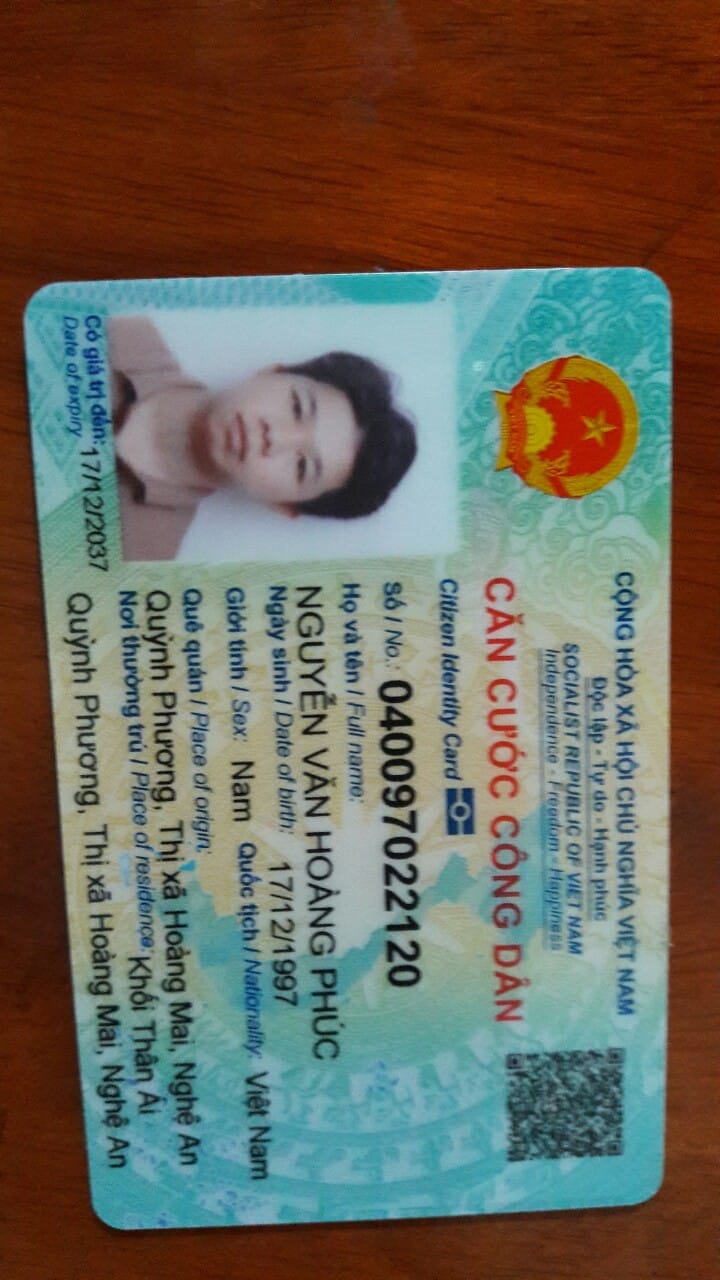 CỘNG HÒA XÃ HỘI CHỦ NGHĨA VIỆT NAM
Độc lập - Tự do - Hạnh phúc
SOCIALIST REPUBLIC OF VIET NAM
Independence - Freedom - Happiness
CĂN CƯỚC CÔNG DÂN
Citizen Identity Card
Số / No.: 040097022120
Họ và tên / Full name:
NGUYỄN VĂN HOÀNG PHÚC
Ngày sinh / Date of birth: 17/12/1997
Giới tính / Sex: Nam Quốc tịch / Nationality: Việt Nam
Quê quán / Place of origin:
Quỳnh Phương, Thị xã Hoàng Mai, Nghệ An
Nơi thường trú / Place of residence: Khối Thân Ái
Quỳnh Phương, Thị xã Hoàng Mai, Nghệ An
Có giá trị đến: 17/12/2037
Date of expiry